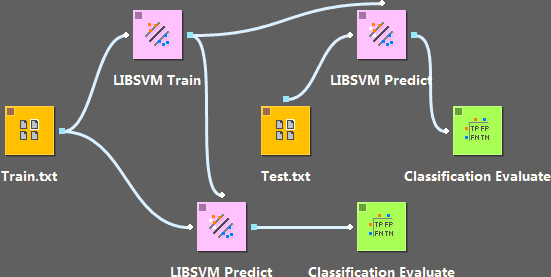 LIBSVM Train
LIBSVM Predict
Train.txt
Test.txt
TP FP
FN TN
Classification Evaluate
LIBSVM Predict
TP FP
FN TN
Classification Evaluate